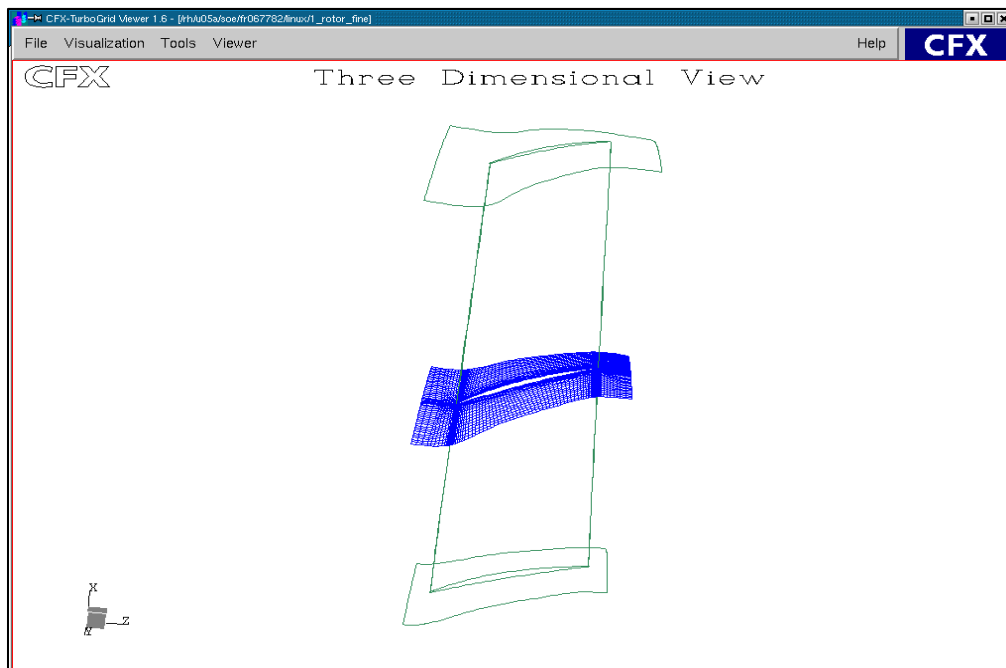 CFX-TurboGrid Viewer 1.6 - [/rh/u05a/soe/fr067782/linux/1_rotor_fine]
File Visualization Tools Viewer Help CFX
CFX Three Dimensional View
X
Z